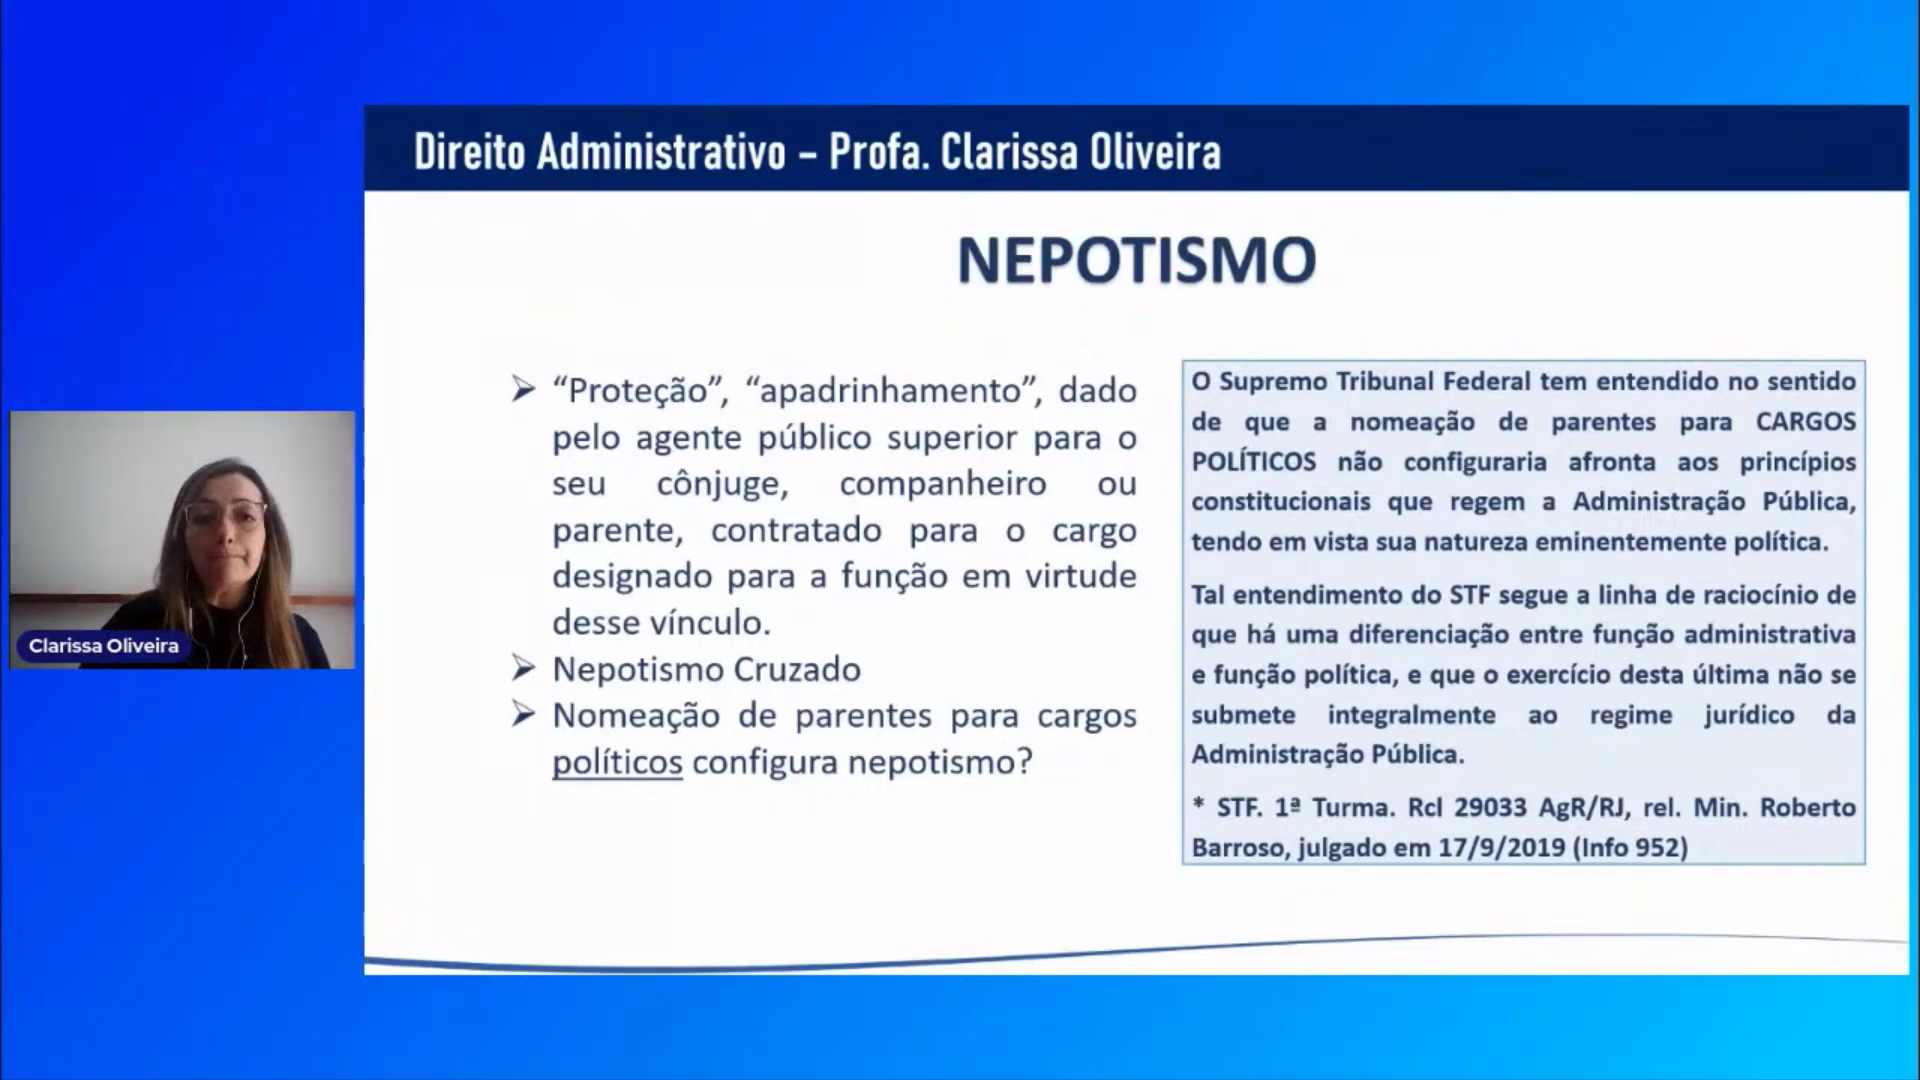 Direito Administrativo – Profa. Clarissa Oliveira
NEPOTISMO
➢ “Proteção”, “apadrinhamento”, dado
pelo agente público superior para o
seu cônjuge, companheiro ou
parente, contratado para o cargo
designado para a função em virtude
desse vínculo.
➢ Nepotismo Cruzado
➢ Nomeação de parentes para cargos
políticos configura nepotismo?
O Supremo Tribunal Federal tem entendido no sentido
de que a nomeação de parentes para CARGOS
POLÍTICOS não configuraria afronta aos princípios
constitucionais que regem a Administração Pública,
tendo em vista sua natureza eminentemente política.
Tal entendimento do STF segue a linha de raciocínio de
que há uma diferenciação entre função administrativa
e função política, e que o exercício desta última não se
submete integralmente ao regime jurídico da
Administração Pública.
* STF. 1ª Turma. Rcl 29033 AgR/RJ, rel. Min. Roberto
Barroso, julgado em 17/9/2019 (Info 952)
Clarissa Oliveira